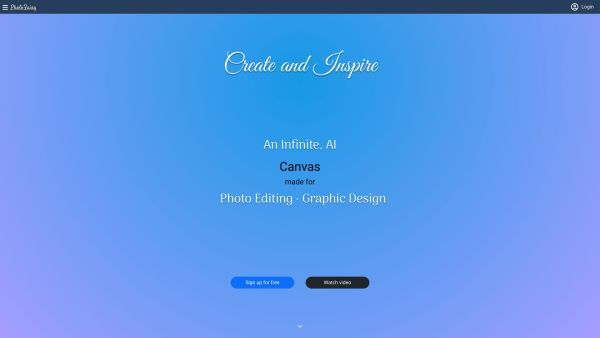 PhotoFairy
Login
Create and Inspire
An Infinite, AI
Canvas
made for
Photo Editing · Graphic Design
Sign up for free
Watch video